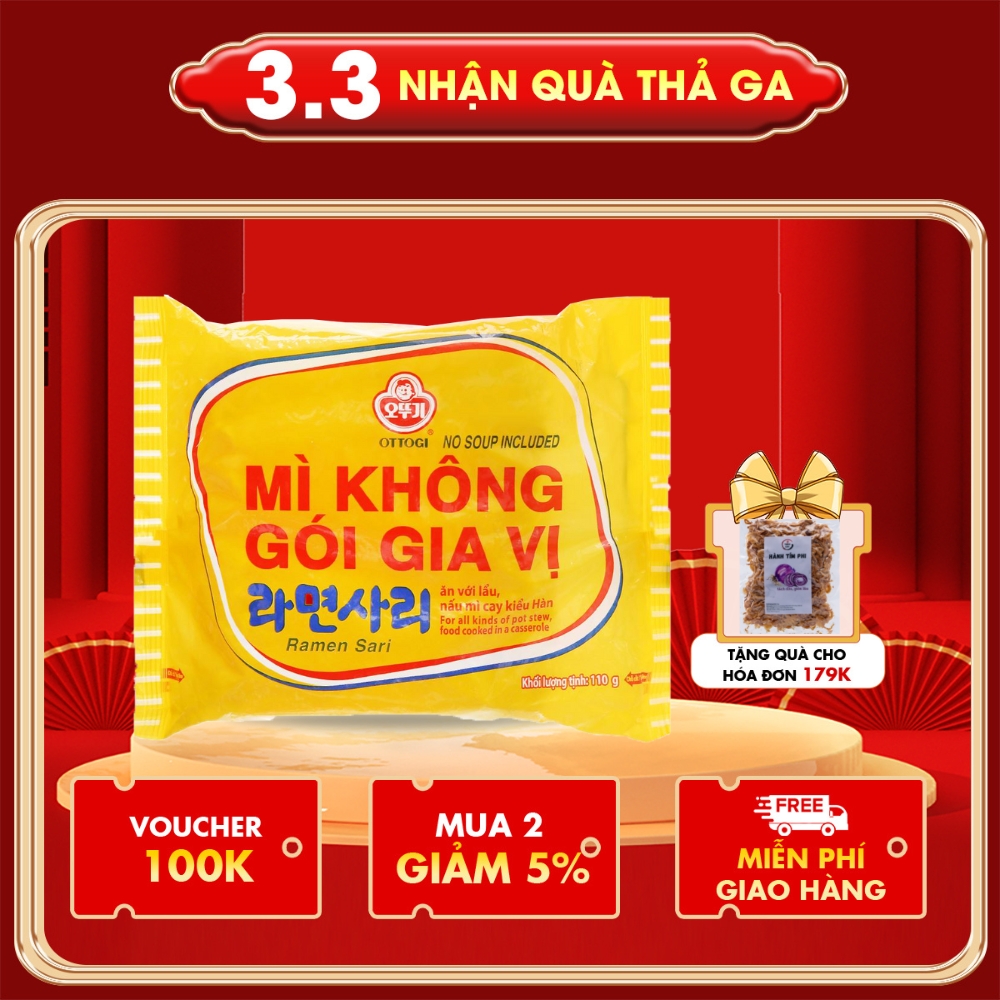 3.3 NHẬN QUÀ THẢ GA
오뚜기
OTTOGI
NO SOUP INCLUDED
MÌ KHÔNG
GÓI GIA VỊ
라면사리
Ramen Sari
ăn với lẩu,
nấu mì cay kiểu Hàn
For all kinds of pot stew,
food cooked in a casserole
Khối lượng tịnh: 110 g
HÀNH TÍM PHI
TẶNG QUÀ CHO
HÓA ĐƠN 179K
VOUCHER
100K
MUA 2
GIẢM 5%
FREE
MIỄN PHÍ
GIAO HÀNG